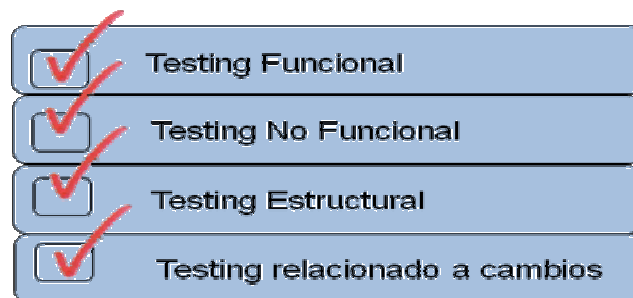 Testing Funcional
Testing No Funcional
Testing Estructural
Testing relacionado a cambios